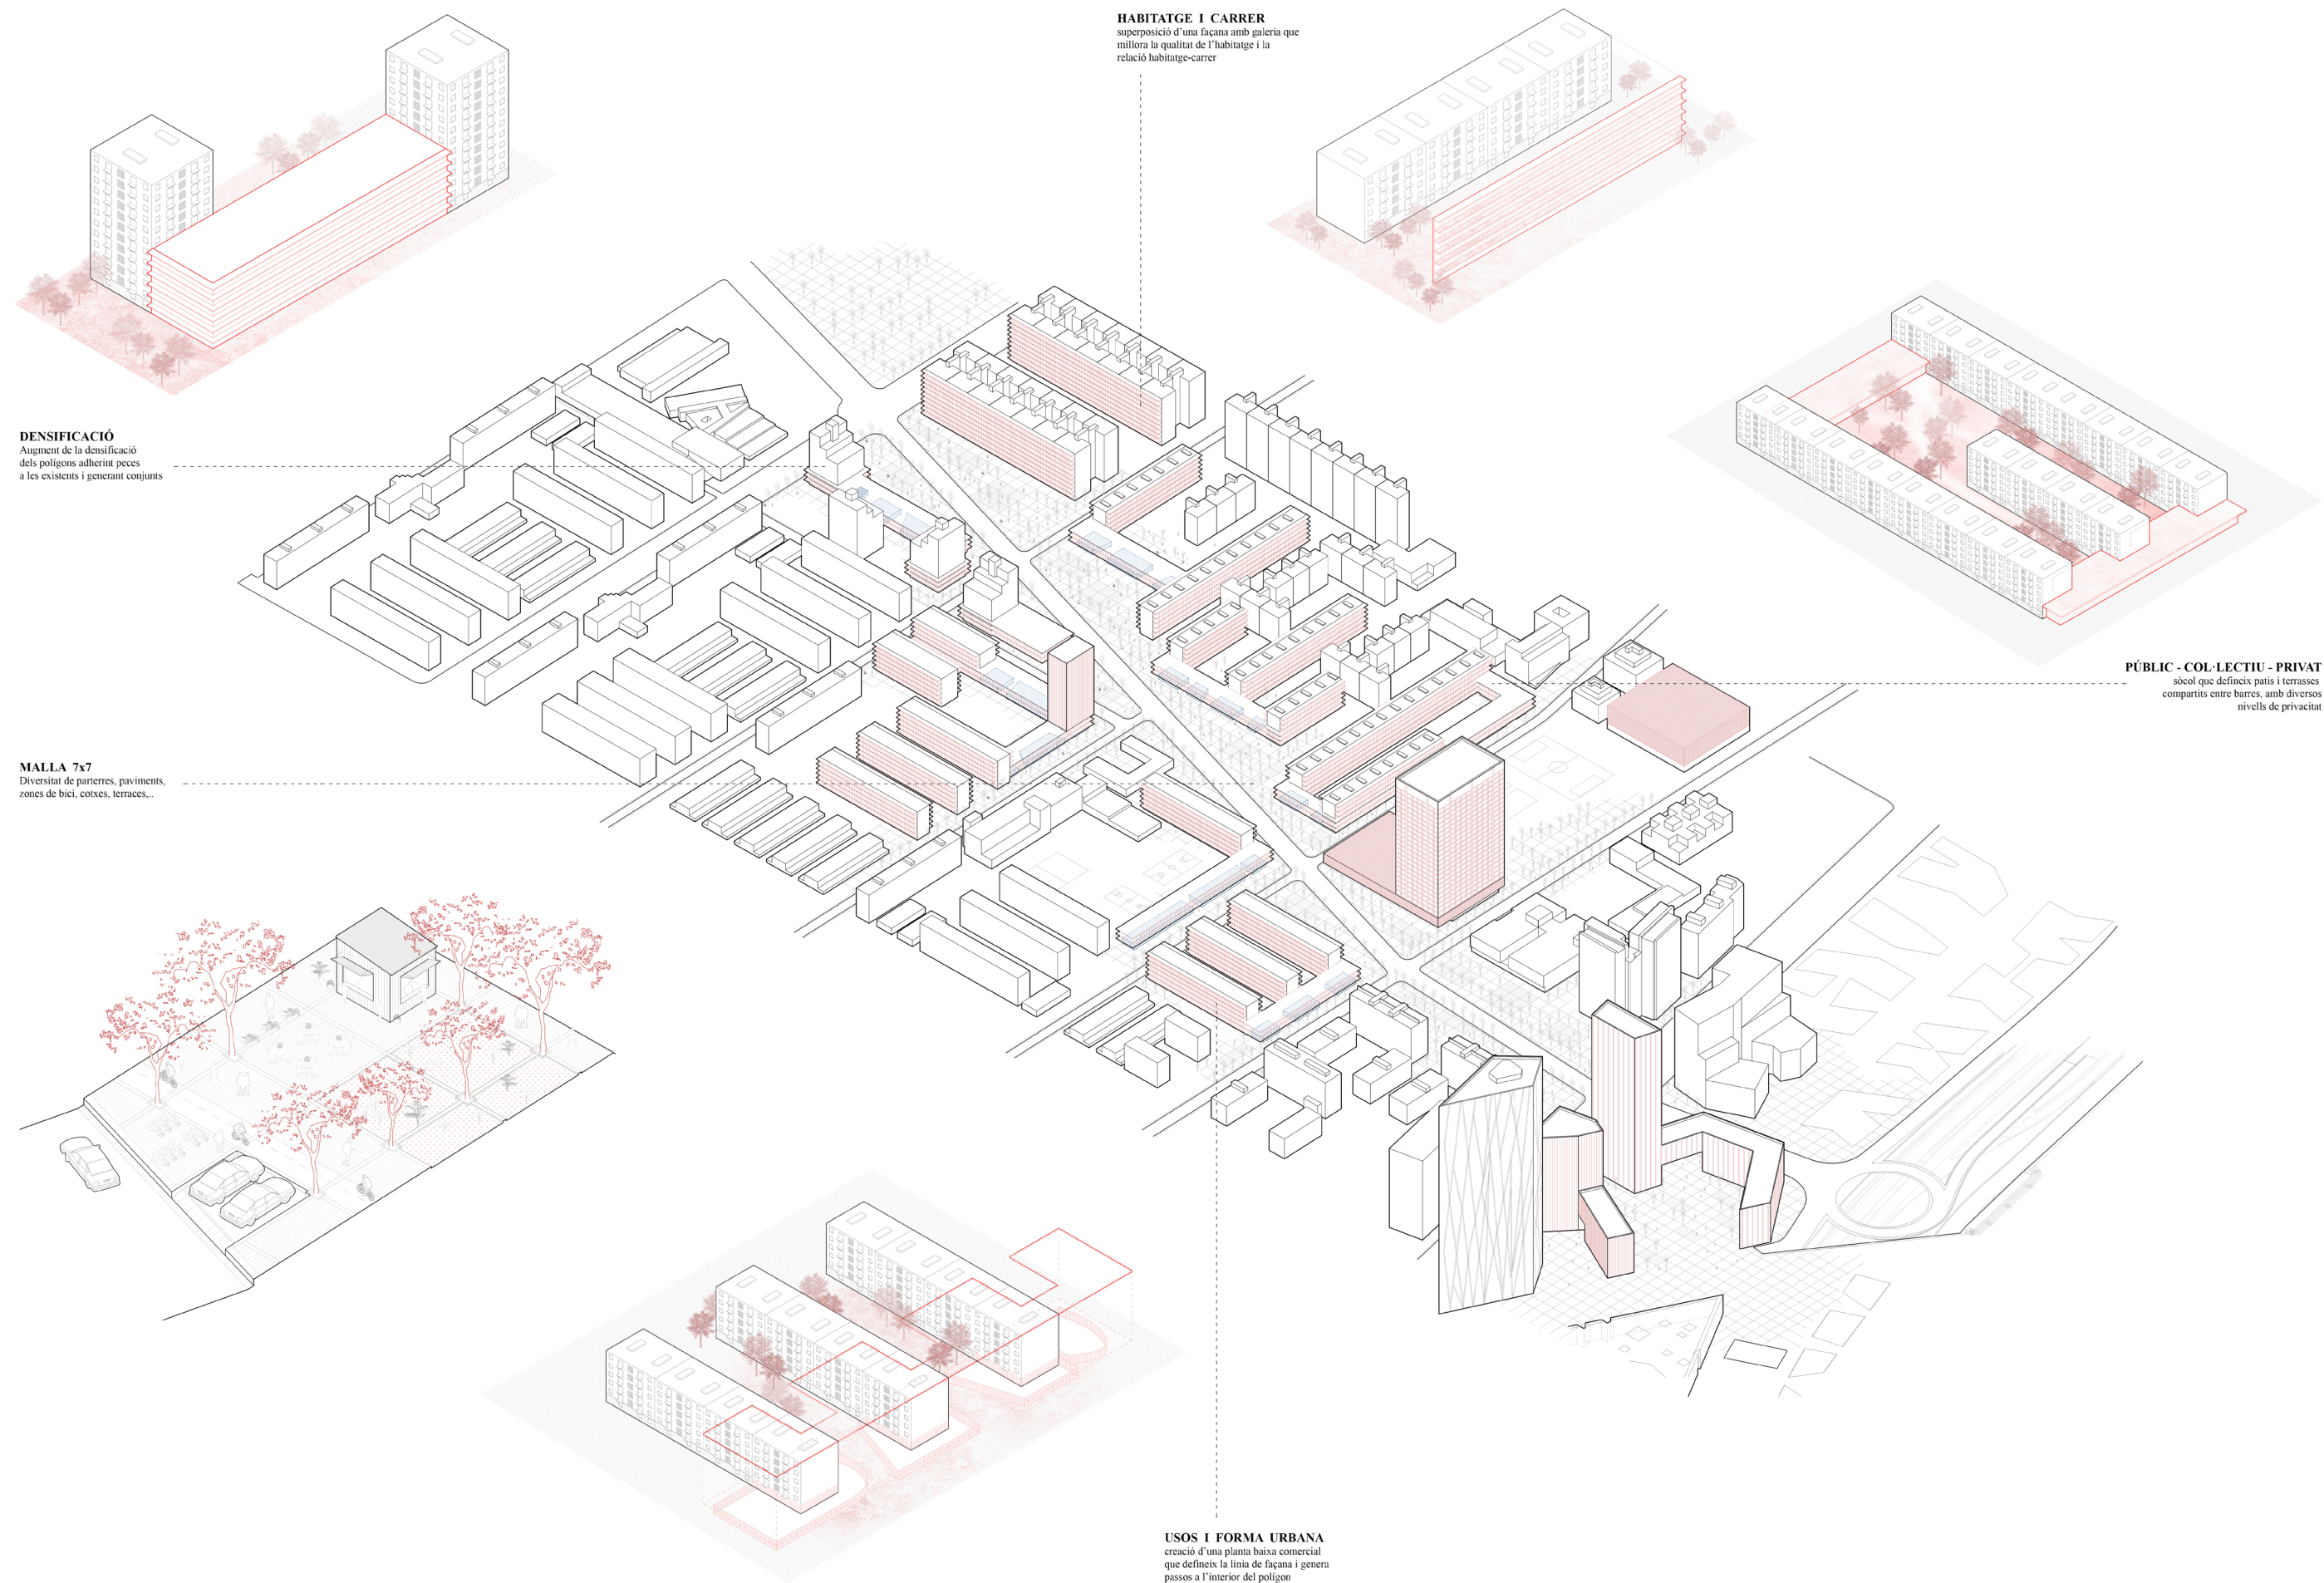 HABITATGE I CARRER
superposició d'una façana amb galeria que
millora la qualitat de l'habitatge i la
relació habitatge-carrer
DENSIFICACIÓ
Augment de la densificació
dels polígons adherint peces
a les existents i generant conjunts
PÚBLIC - COL·LECTIU - PRIVAT
sòcol que defineix patis i terrasses
compartits entre barres, amb diversos
nivells de privacitat
MALLA 7x7
Diversitat de parterres, paviments,
zones de bici, cotxes, terraces,..
USOS I FORMA URBANA
creació d'una planta baixa comercial
que defineix la línia de façana i genera
passos a l'interior del polígon